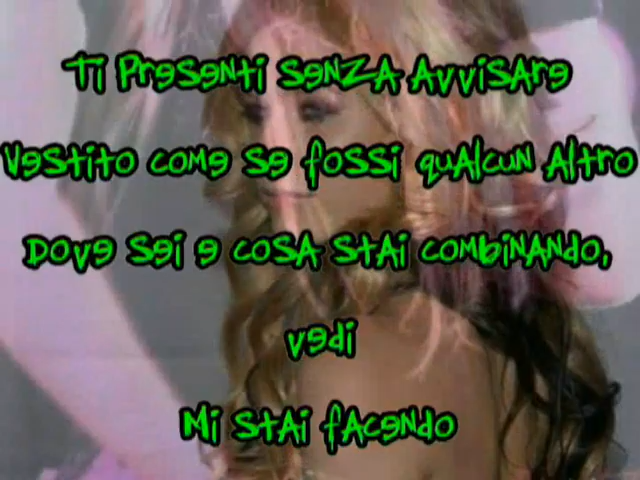 Ti Presenti senza avvisare
vestito come se fossi qualcun altro
Dove sei e cosa stai combinando,
vedi
Mi stai facendo